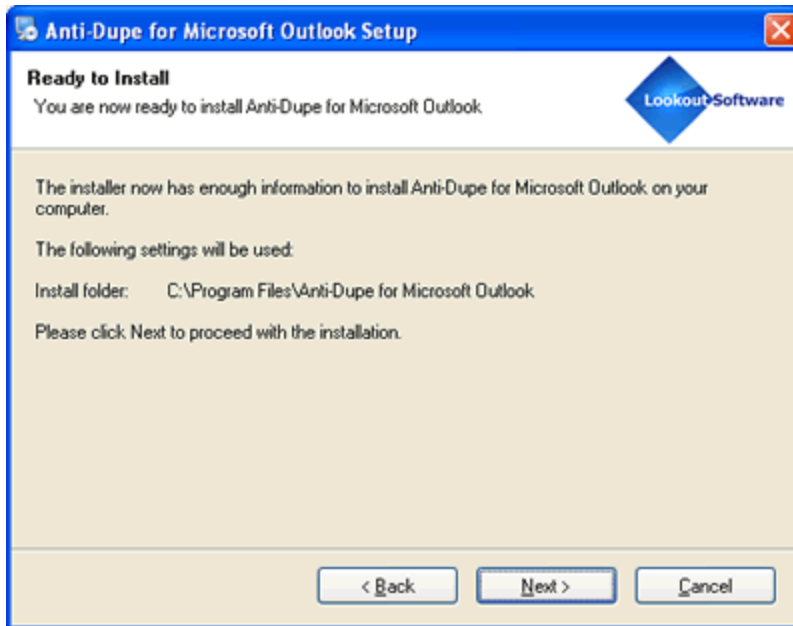 Anti-Dupe for Microsoft Outlook Setup
Ready to Install
You are now ready to install Anti-Dupe for Microsoft Outlook
Lookout Software
The installer now has enough information to install Anti-Dupe for Microsoft Outlook on your
computer.
The following settings will be used:
Install folder: C:\Program Files\Anti-Dupe for Microsoft Outlook
Please click Next to proceed with the installation.
< Back Next > Cancel